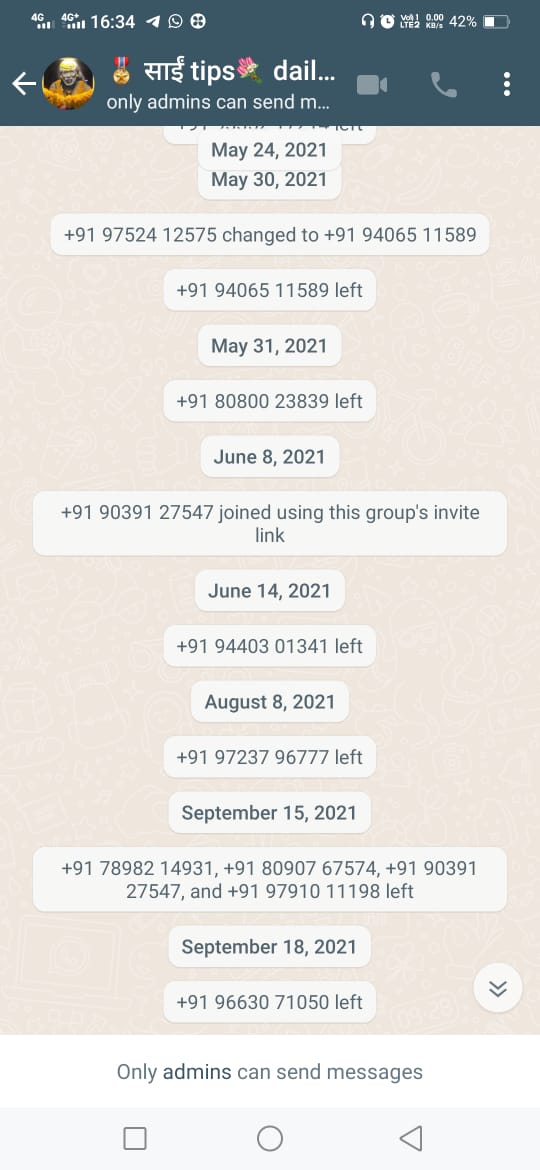 4G 4G+ 16:34 Vo1 LTE2 0.00 KB/s 42%
🎖 साईं tips💐 dail...
only admins can send m...
left
May 24, 2021
May 30, 2021
+91 97524 12575 changed to +91 94065 11589
+91 94065 11589 left
May 31, 2021
+91 80800 23839 left
June 8, 2021
+91 90391 27547 joined using this group's invite
link
June 14, 2021
+91 94403 01341 left
August 8, 2021
+91 97237 96777 left
September 15, 2021
+91 78982 14931, +91 80907 67574, +91 90391
27547, and +91 97910 11198 left
September 18, 2021
+91 96630 71050 left
Only admins can send messages